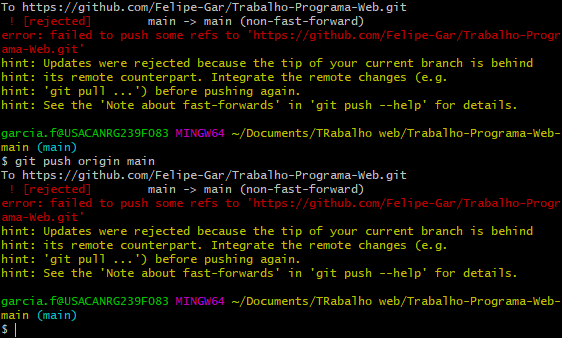 To https://github.com/Felipe-Gar/Trabalho-Programa-Web.git
 ! [rejected]        main -> main (non-fast-forward)
error: failed to push some refs to 'https://github.com/Felipe-Gar/Trabalho-Progr
ama-Web.git'
hint: Updates were rejected because the tip of your current branch is behind
hint: its remote counterpart. Integrate the remote changes (e.g.
hint: 'git pull ...') before pushing again.
hint: See the 'Note about fast-forwards' in 'git push --help' for details.
garcia.f@USACANRG239FO83 MINGW64 ~/Documents/TRabalho web/Trabalho-Programa-Web-
main (main)
$ git push origin main
To https://github.com/Felipe-Gar/Trabalho-Programa-Web.git
 ! [rejected]        main -> main (non-fast-forward)
error: failed to push some refs to 'https://github.com/Felipe-Gar/Trabalho-Progr
ama-Web.git'
hint: Updates were rejected because the tip of your current branch is behind
hint: its remote counterpart. Integrate the remote changes (e.g.
hint: 'git pull ...') before pushing again.
hint: See the 'Note about fast-forwards' in 'git push --help' for details.
garcia.f@USACANRG239FO83 MINGW64 ~/Documents/TRabalho web/Trabalho-Programa-Web-
main (main)
$